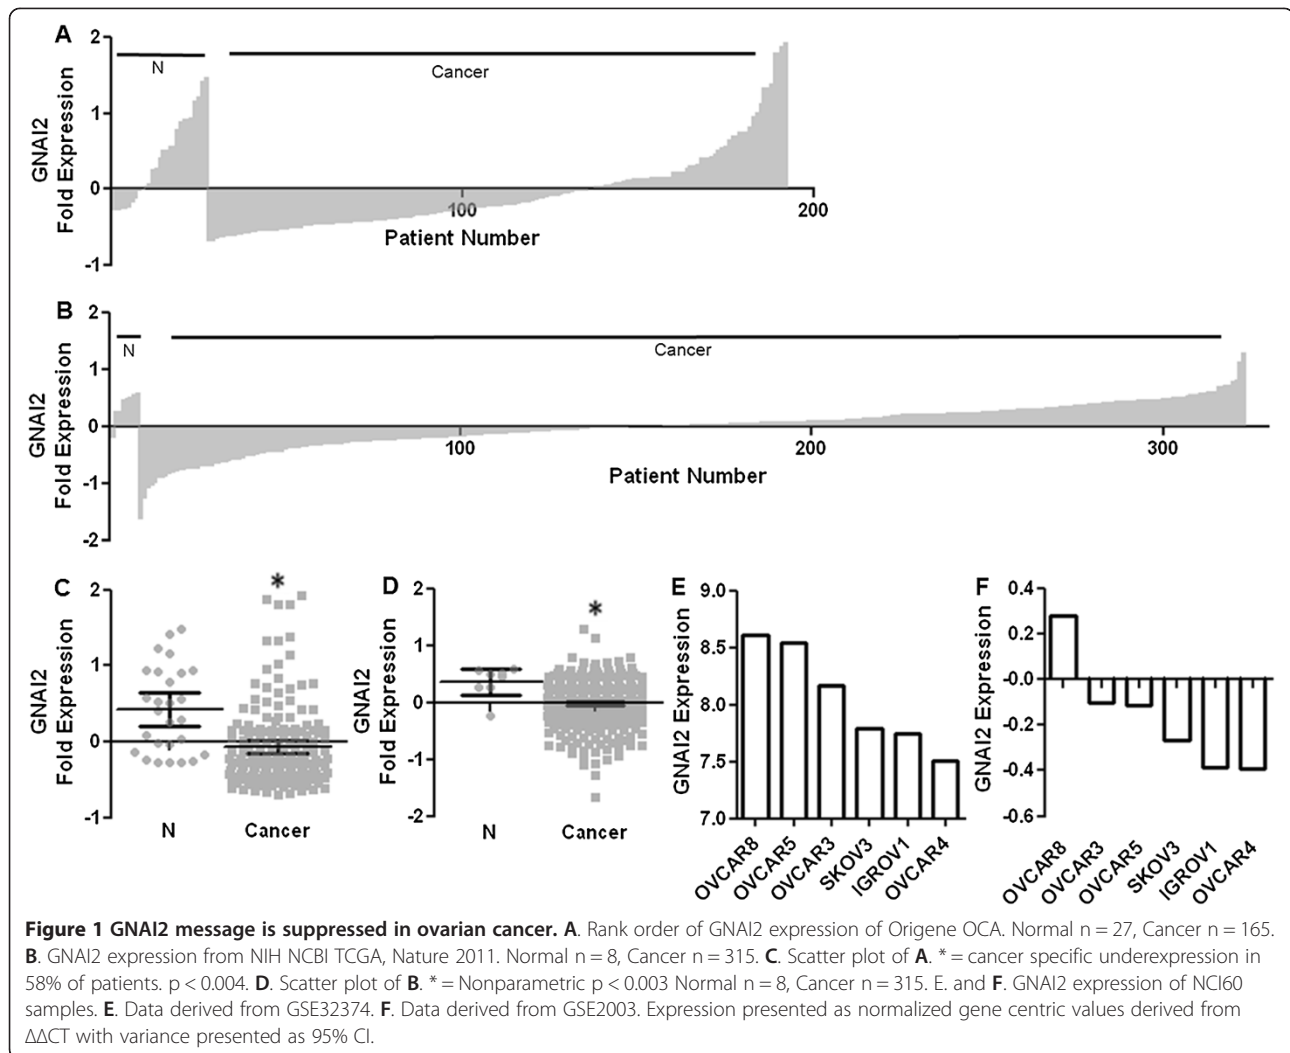 A
2
1
0
-1
GNAI2
Fold Expression
N
Cancer
100
200
Patient Number
B
2
1
0
-1
-2
GNAI2
Fold Expression
N
Cancer
100
200
300
Patient Number
C
2
1
0
-1
GNAI2
Fold Expression
*
N
Cancer
D
2
1
0
-1
-2
GNAI2
Fold Expression
*
N
Cancer
E
9.0
8.5
8.0
7.5
7.0
GNAI2 Expression
OVCAR8
OVCAR5
OVCAR3
SKOV3
IGROV1
OVCAR4
F
0.4
0.2
-0.0
-0.2
-0.4
-0.6
GNAI2 Expression
OVCAR8
OVCAR3
OVCAR5
SKOV3
IGROV1
OVCAR4
Figure 1 GNAI2 message is suppressed in ovarian cancer. A. Rank order of GNAI2 expression of Origene OCA. Normal n = 27, Cancer n = 165.
B. GNAI2 expression from NIH NCBI TCGA, Nature 2011. Normal n = 8, Cancer n = 315. C. Scatter plot of A. * = cancer specific underexpression in
58% of patients. p < 0.004. D. Scatter plot of B. * = Nonparametric p < 0.003 Normal n = 8, Cancer n = 315. E. and F. GNAI2 expression of NCI60
samples. E. Data derived from GSE32374. F. Data derived from GSE2003. Expression presented as normalized gene centric values derived from
ΔΔCT with variance presented as 95% CI.